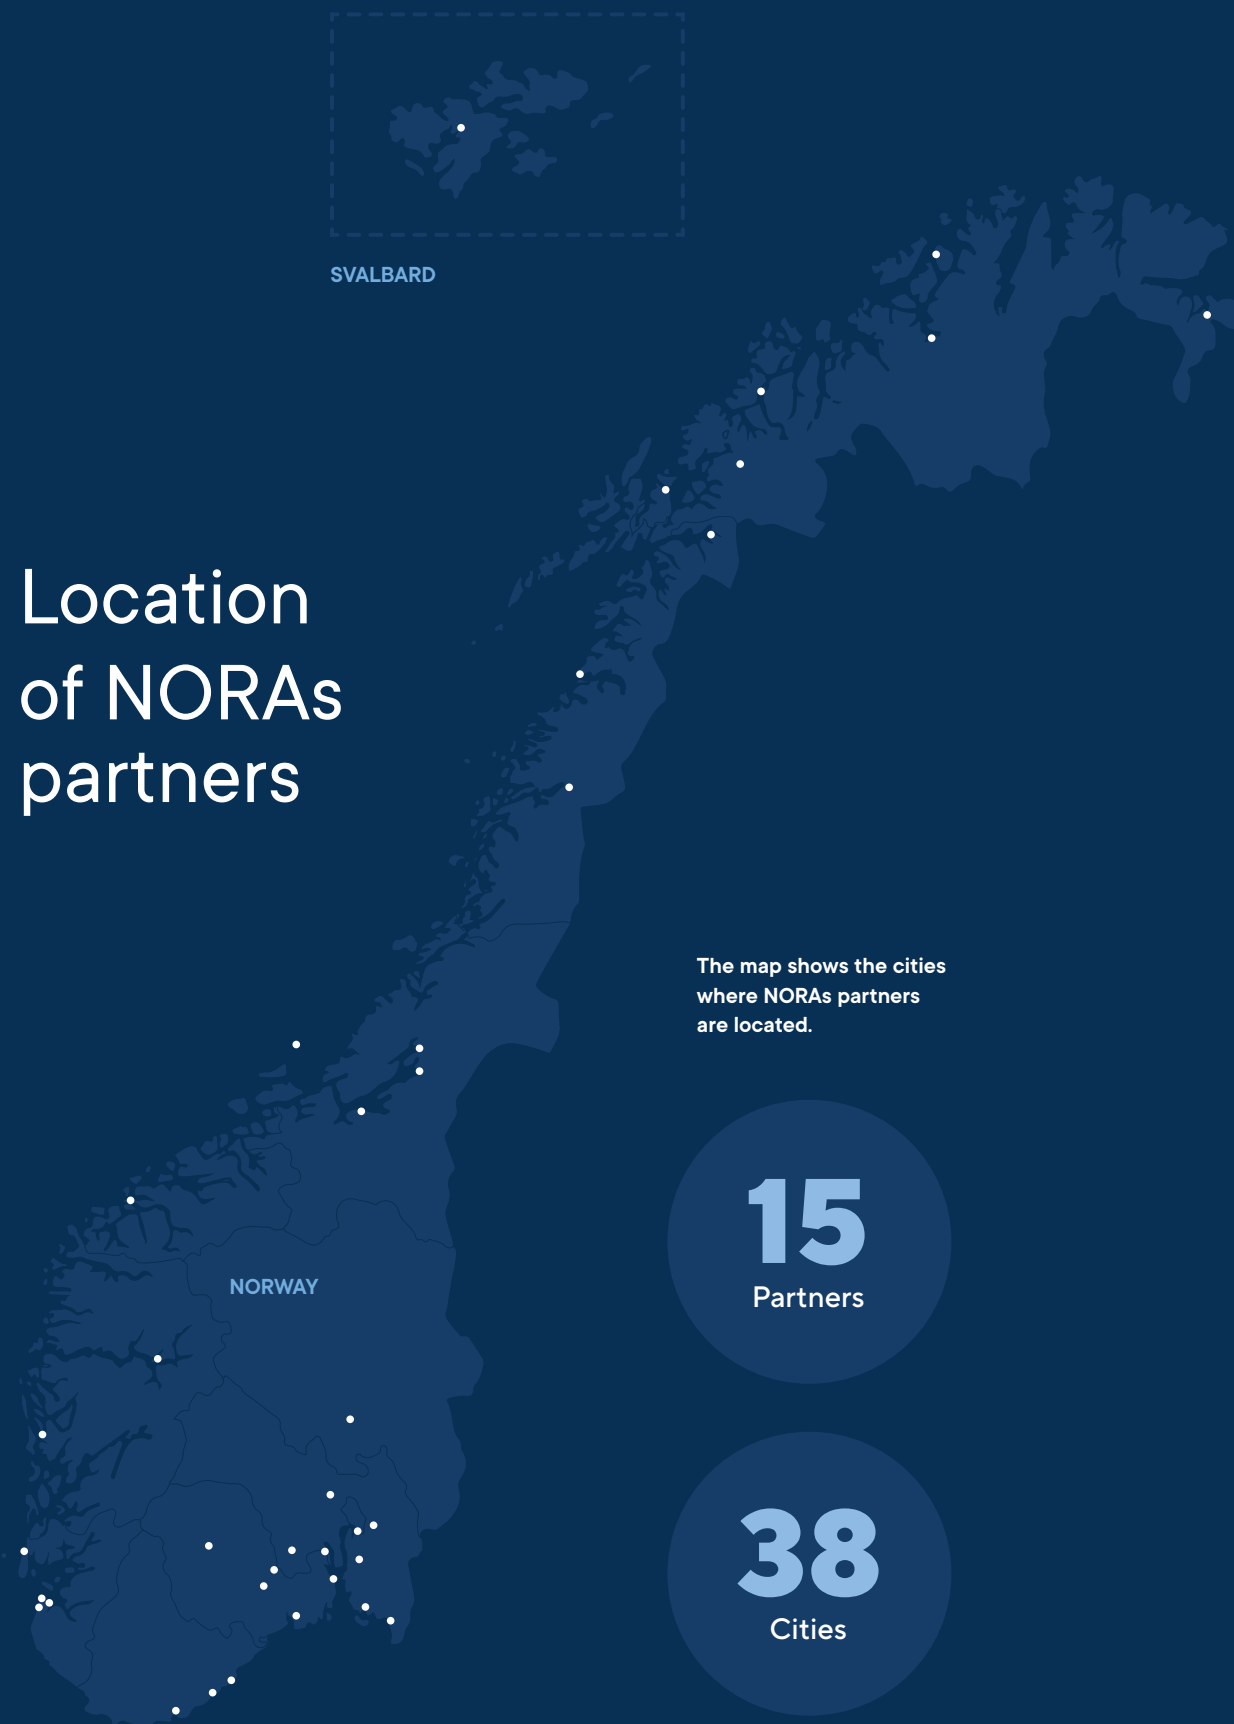 SVALBARD
Location
of NORAs
partners
The map shows the cities
where NORAs partners
are located.
15
Partners
NORWAY
38
Cities